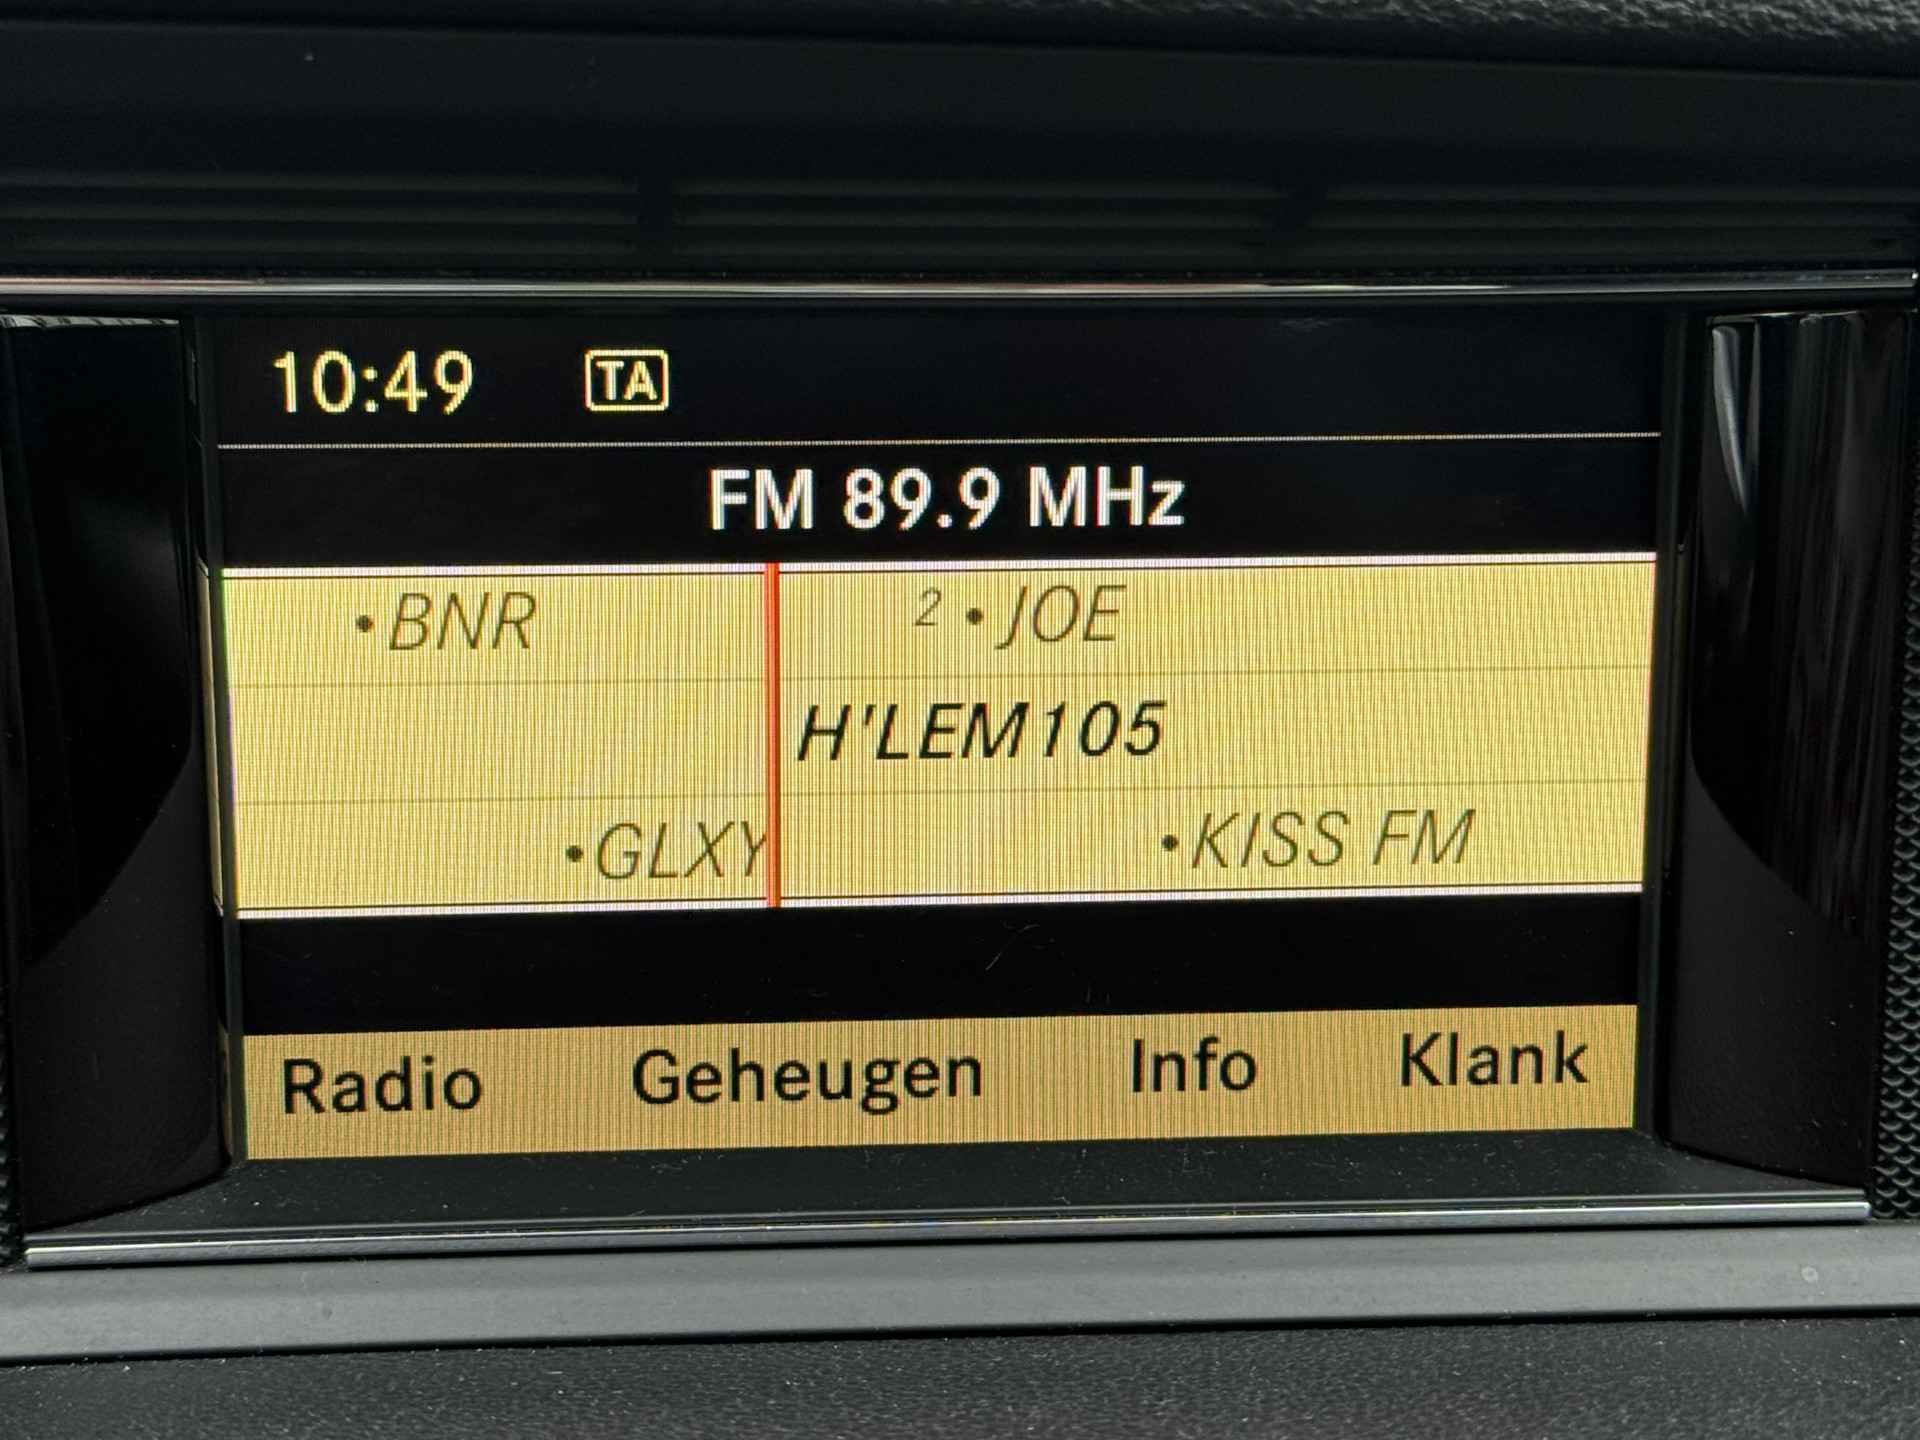 10:49 TA
FM 89.9 MHz
•BNR 2 •JOE
H'LEM105
•GLXY •KISS FM
Radio Geheugen Info Klank